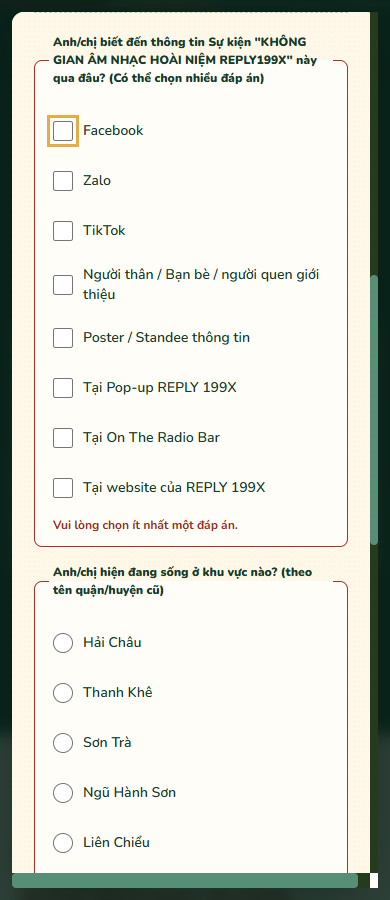 Anh/chị biết đến thông tin Sự kiện "KHÔNG
GIAN ÂM NHẠC HOÀI NIỆM REPLY199X" này
qua đâu? (Có thể chọn nhiều đáp án)
Facebook
Zalo
TikTok
Người thân / Bạn bè / người quen giới
thiệu
Poster / Standee thông tin
Tại Pop-up REPLY 199X
Tại On The Radio Bar
Tại website của REPLY 199X
Vui lòng chọn ít nhất một đáp án.
Anh/chị hiện đang sống ở khu vực nào? (theo
tên quận/huyện cũ)
Hải Châu
Thanh Khê
Sơn Trà
Ngũ Hành Sơn
Liên Chiểu